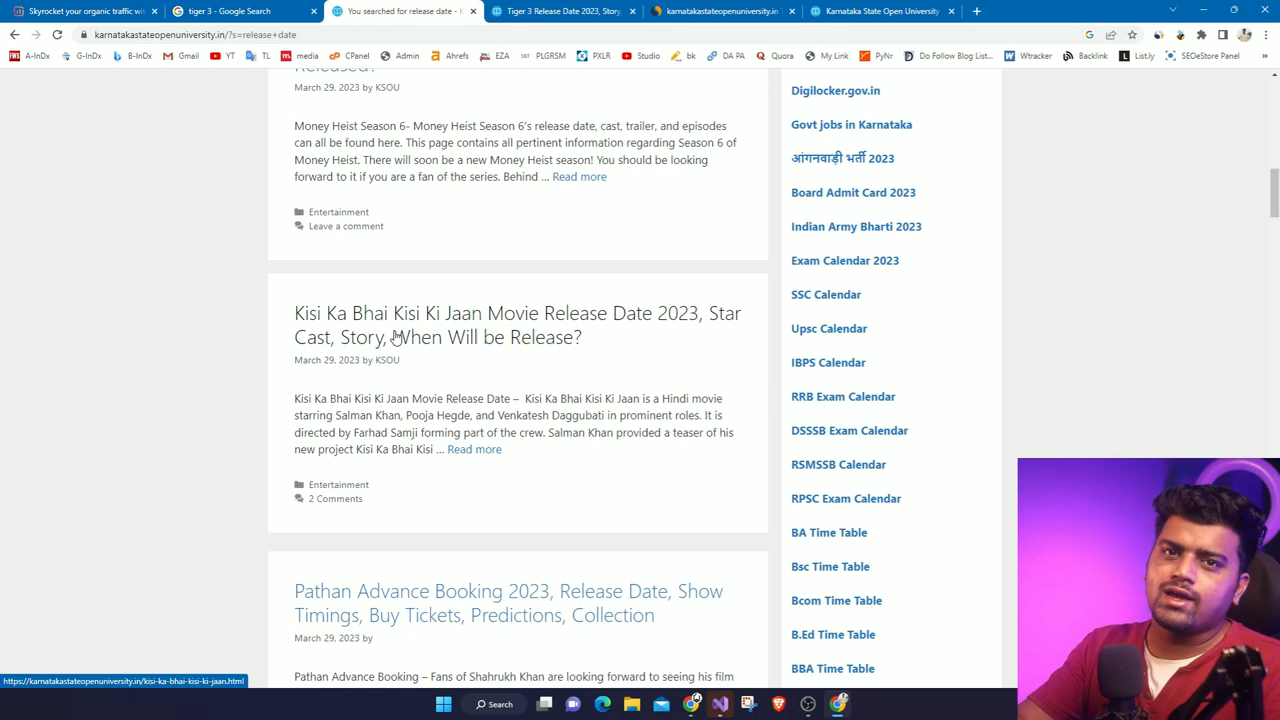 Skyrocket your organic traffic wit
tiger 3 - Google Search
You searched for release date - K
Tiger 3 Release Date 2023, Story,
karnatakastateopenuniversity.in T
Karnataka State Open University
karnatakastateopenuniversity.in/?s=release+date
A-InDx
G-InDx
B-InDx
Gmail
YT
TL
media
CPanel
Admin
Ahrefs
EZA
PLGRSM
PXLR
Studio
bk
DA PA
Quora
My Link
PyNr
Do Follow Blog List...
Wtracker
Backlink
List.ly
SEOeStore Panel
Released?
March 29, 2023 by KSOU
Money Heist Season 6- Money Heist Season 6's release date, cast, trailer, and episodes
can all be found here. This page contains all pertinent information regarding Season 6 of
Money Heist. There will soon be a new Money Heist season! You should be looking
forward to it if you are a fan of the series. Behind ... Read more
Entertainment
Leave a comment
Kisi Ka Bhai Kisi Ki Jaan Movie Release Date 2023, Star
Cast, Story, When Will be Release?
March 29, 2023 by KSOU
Kisi Ka Bhai Kisi Ki Jaan Movie Release Date – Kisi Ka Bhai Kisi Ki Jaan is a Hindi movie
starring Salman Khan, Pooja Hegde, and Venkatesh Daggubati in prominent roles. It is
directed by Farhad Samji forming part of the crew. Salman Khan provided a teaser of his
new project Kisi Ka Bhai Kisi ... Read more
Entertainment
2 Comments
Pathan Advance Booking 2023, Release Date, Show
Timings, Buy Tickets, Predictions, Collection
March 29, 2023 by
Pathan Advance Booking – Fans of Shahrukh Khan are looking forward to seeing his film
Digilocker.gov.in
Govt jobs in Karnataka
आंगनवाड़ी भर्ती 2023
Board Admit Card 2023
Indian Army Bharti 2023
Exam Calendar 2023
SSC Calendar
Upsc Calendar
IBPS Calendar
RRB Exam Calendar
DSSSB Exam Calendar
RSMSSB Calendar
RPSC Exam Calendar
BA Time Table
Bsc Time Table
Bcom Time Table
B.Ed Time Table
BBA Time Table
https://karnatakastateopenuniversity.in/kisi-ka-bhai-kisi-ki-jaan.html
Search